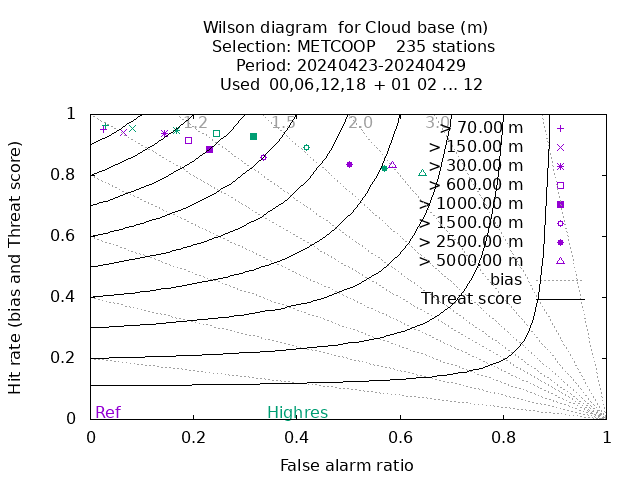 Wilson diagram  for Cloud base (m)
Selection: METCOOP    235 stations
Period: 20240423-20240429
Used  00,06,12,18 + 01 02 ... 12
1.2 1.5 2.0 3.0
> 70.00 m
> 150.00 m
> 300.00 m
> 600.00 m
> 1000.00 m
> 1500.00 m
> 2500.00 m
> 5000.00 m
bias
Threat score
Hit rate (bias and Threat score)
1
0.8
0.6
0.4
0.2
0
Ref Highres
0 0.2 0.4 0.6 0.8 1
False alarm ratio